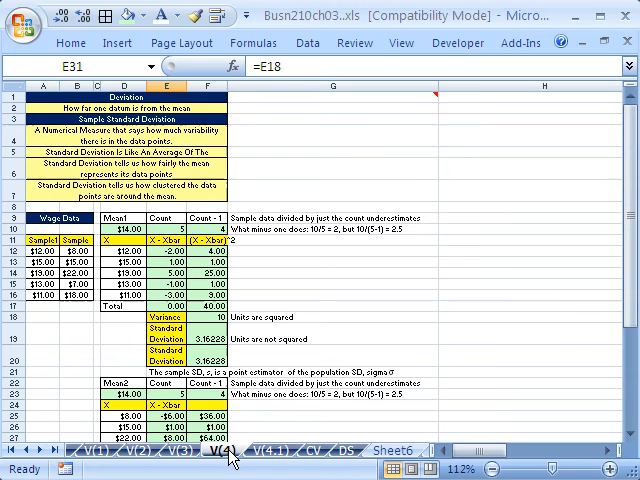 Busn210ch03..xls [Compatibility Mode] - Micro...
Home Insert Page Layout Formulas Data Review View Developer Add-Ins
E31 fx =E18
A B C D E F G H
1 Deviation
2 How far one datum is from the mean
3 Sample Standard Deviation
A Numerical Measure that says how much variability
4 there is in the data points.
5 Standard Deviation Is Like An Average Of The
Standard Deviation tells us how fairly the mean
6 represents its data points
Standard Deviation tells us how clustered the data
7 points are around the mean.
8
9 Wage Data Mean1 Count Count - 1 Sample data divided by just the count underestimates
10 $14.00 5 4 What minus one does: 10/5 = 2, but 10/(5-1) = 2.5
11 Sample1 Sample X X - Xbar (X - Xbar)^2
12 $12.00 $8.00 $12.00 -2.00 4.00
13 $15.00 $15.00 $15.00 1.00 1.00
14 $19.00 $22.00 $19.00 5.00 25.00
15 $13.00 $7.00 $13.00 -1.00 1.00
16 $11.00 $18.00 $11.00 -3.00 9.00
17 Total 0.00 40.00
18 Variance 10 Units are squared
Standard
19 Deviation 3.16228 Units are not squared
Standard
20 Deviation 3.16228
21 The sample SD, s, is a point estimator of the population SD, sigma σ
22 Mean2 Count Count - 1 Sample data divided by just the count underestimates
23 $14.00 5 4 What minus one does: 10/5 = 2, but 10/(5-1) = 2.5
24 X X - Xbar
25 $8.00 -$6.00 $36.00
26 $15.00 $1.00 $1.00
27 $22.00 $8.00 $64.00
V(1) V(2) V(3) V(4) V(4.1) CV DS Sheet6
Ready 112%